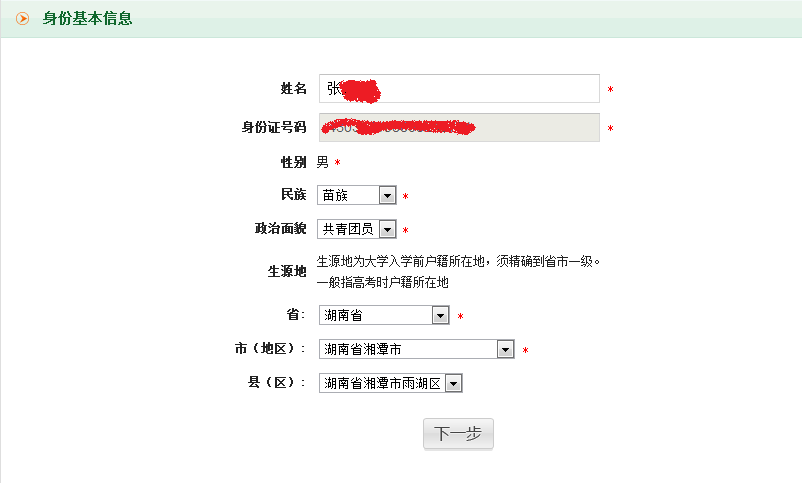 身份基本信息
姓名 张 *
身份证号码 *
性别 男 *
民族 苗族 *
政治面貌 共青团员 *
生源地 生源地为大学入学前户籍所在地，须精确到省市一级。
一般指高考时户籍所在地
省： 湖南省 *
市（地区）： 湖南省湘潭市 *
县（区）： 湖南省湘潭市雨湖区
下一步